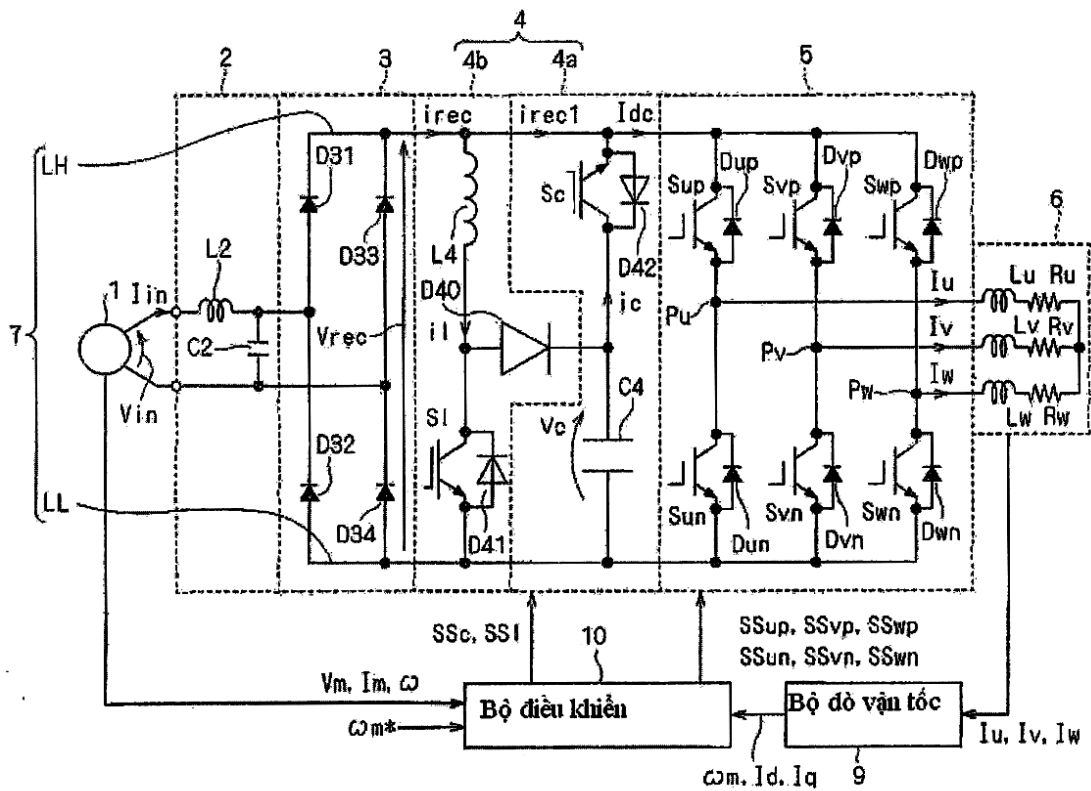 4
2
3
4b
4a
5
irec
irec1
Idc
LH
D31
Dup
Dvp
Dwp
Sc
Sup
Svp
Swp
6
D33
L4
D42
L2
D40
1
Iin
Iu
Lu Ru
7
C2
Vrec
ic
Pu
Iv
Lv Rv
il
Pv
Iw
Vin
Pw
Sl
Vc
C4
Lw Rw
D32
LL
D34
D41
Sun
Svn
Swn
Dun
Dvn
Dwn
SSc, SSl
10
SSup, SSvp, SSwp
SSun, SSvn, SSwn
Vm, Im, ω
Bộ điều khiển
Bộ dò vận tốc
ωm*
Iu, Iv, Iw
ωm, Id, Iq
9